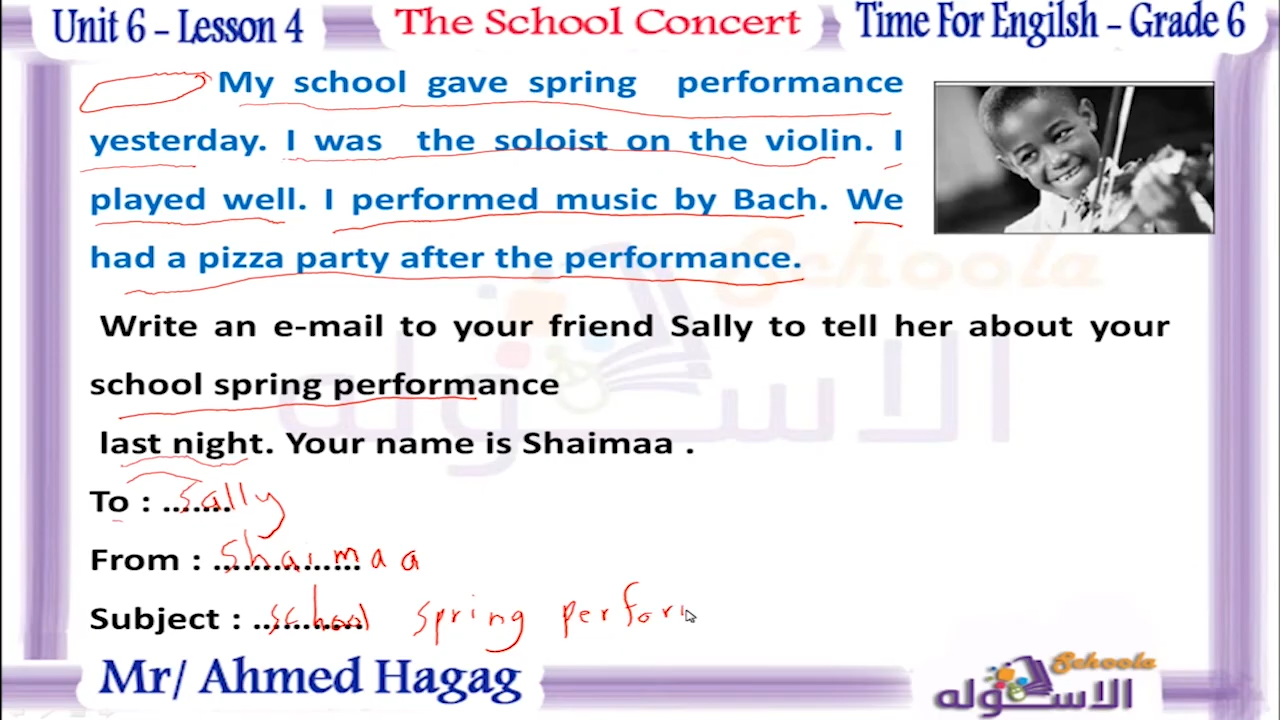 Unit 6 – Lesson 4
The School Concert
Time For Engilsh – Grade 6
My school gave spring performance
yesterday. I was the soloist on the violin. I
played well. I performed music by Bach. We
had a pizza party after the performance.
Write an e-mail to your friend Sally to tell her about your
school spring performance
last night. Your name is Shaimaa .
To : ....... Sally
From : ............... Shaimaa
Subject : ........... school spring perfor
Mr/ Ahmed Hagag
Schoola
الاسكوله